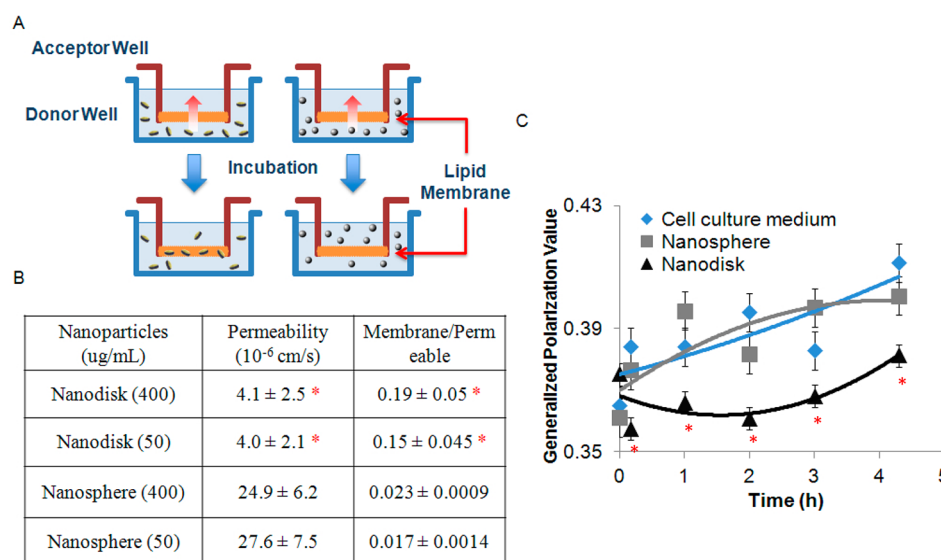 A
Acceptor Well
Donor Well
Incubation
Lipid
Membrane
B
Nanoparticles
(ug/mL)
Permeability
(10-6 cm/s)
Membrane/Perm
eable
Nanodisk (400)
4.1 ± 2.5 *
0.19 ± 0.05 *
Nanodisk (50)
4.0 ± 2.1 *
0.15 ± 0.045 *
Nanosphere (400)
24.9 ± 6.2
0.023 ± 0.0009
Nanosphere (50)
27.6 ± 7.5
0.017 ± 0.0014
C
Generalized Polarization Value
0.43
0.39
0.35
Cell culture medium
Nanosphere
Nanodisk
* * * * *
0 1 2 3 4 5
Time (h)